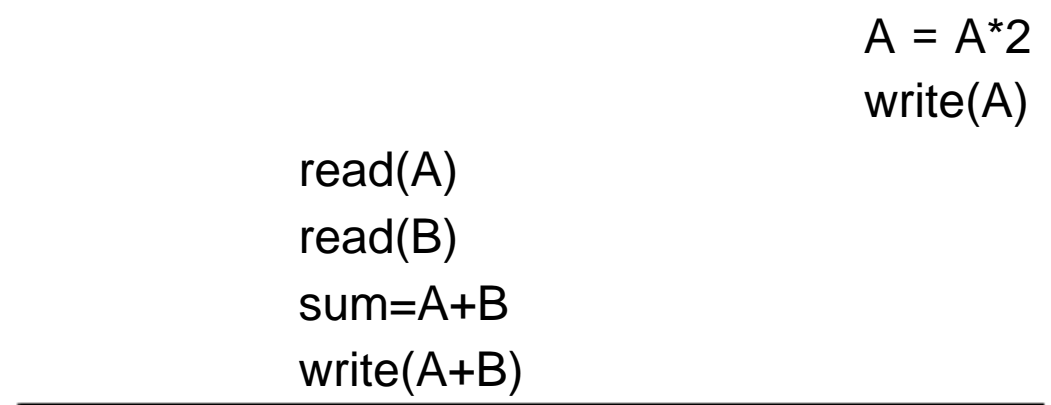 A = A*2
write(A)
read(A)
read(B)
sum=A+B
write(A+B)